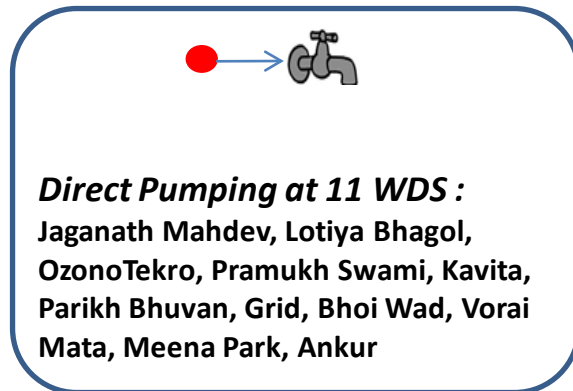 Direct Pumping at 11 WDS :
Jaganath Mahdev, Lotiya Bhagol,
OzonoTekro, Pramukh Swami, Kavita,
Parikh Bhuvan, Grid, Bhoi Wad, Vorai
Mata, Meena Park, Ankur